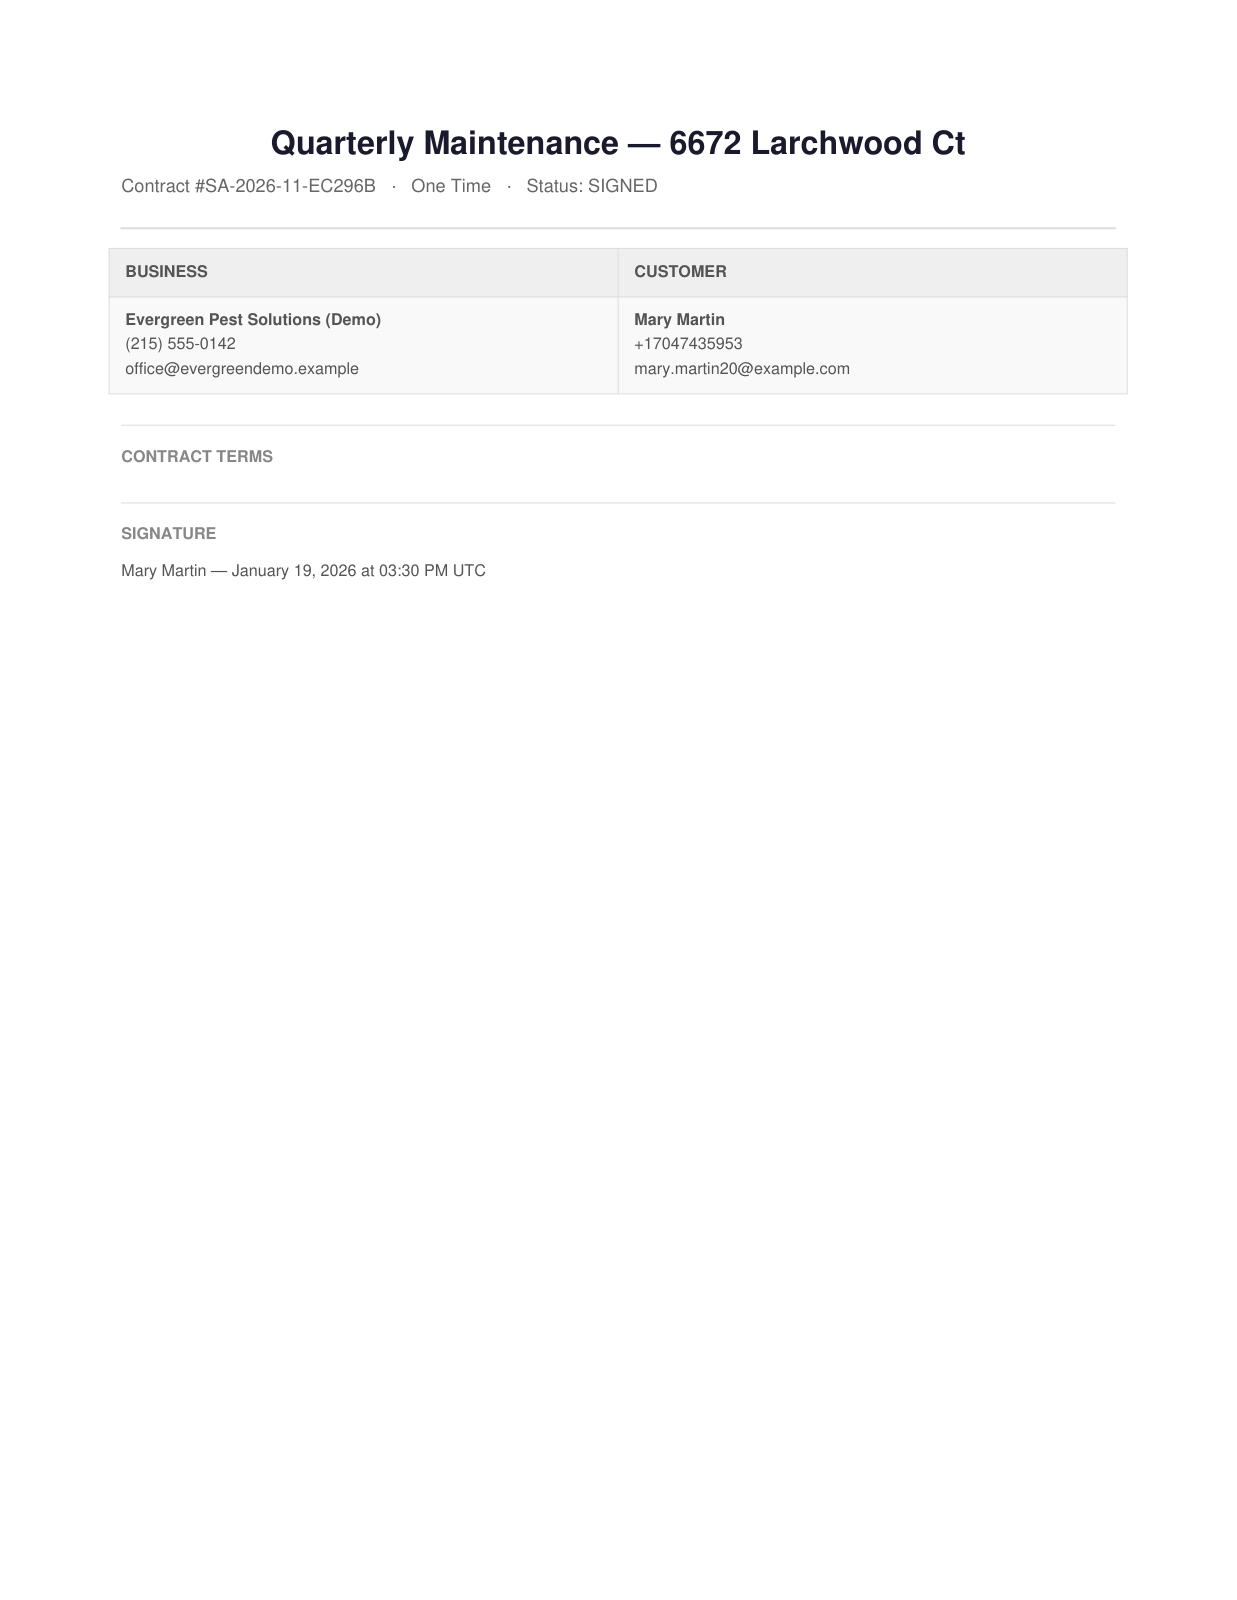 Quarterly Maintenance — 6672 Larchwood Ct
Contract #SA-2026-11-EC296B · One Time · Status: SIGNED
BUSINESS
Evergreen Pest Solutions (Demo)
(215) 555-0142
office@evergreendemo.example
CUSTOMER
Mary Martin
+17047435953
mary.martin20@example.com
CONTRACT TERMS
SIGNATURE
Mary Martin — January 19, 2026 at 03:30 PM UTC